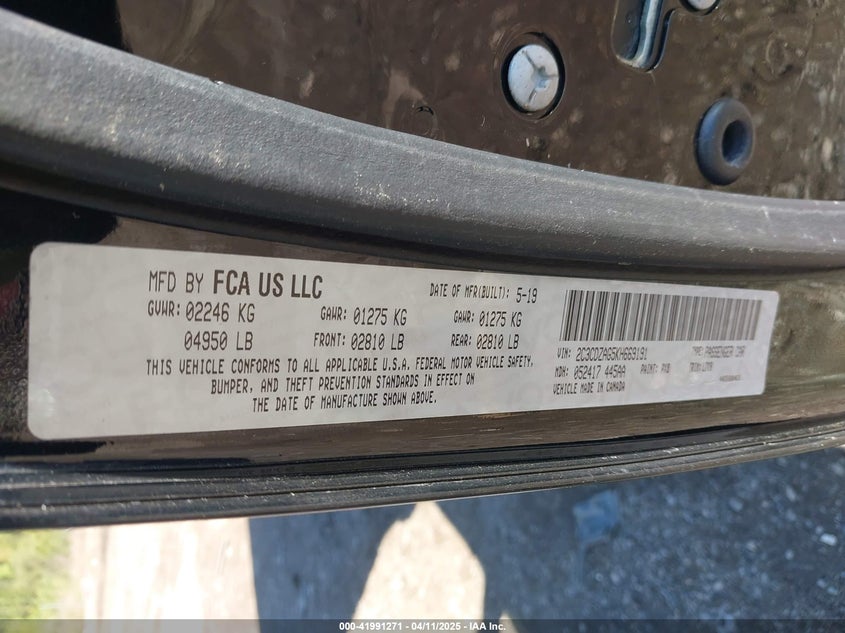 MFD BY FCA US LLC
DATE OF MFR(BUILT): 5-19
GVWR: 02246 KG
04950 LB
GAWR: 01275 KG
FRONT: 02810 LB
GAWR: 01275 KG
REAR: 02810 LB
THIS VEHICLE CONFORMS TO ALL APPLICABLE U.S.A. FEDERAL MOTOR VEHICLE SAFETY,
BUMPER, AND THEFT PREVENTION STANDARDS IN EFFECT ON
THE DATE OF MANUFACTURE SHOWN ABOVE.
VIN: 2C3CDZAG5KH669191
TYPE: PASSENGER CAR
MDH: 052417 445AA
PAINT: PXB
VEHICLE MADE IN CANADA
000-41991271 - 04/11/2025 - IAA Inc.